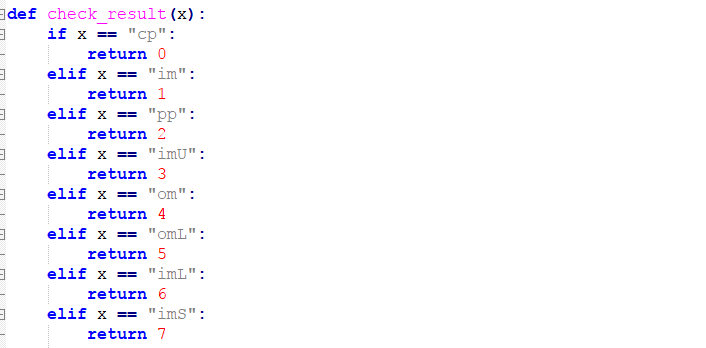 def check_result(x):
    if x == "cp":
        return 0
    elif x == "im":
        return 1
    elif x == "pp":
        return 2
    elif x == "imU":
        return 3
    elif x == "om":
        return 4
    elif x == "omL":
        return 5
    elif x == "imL":
        return 6
    elif x == "imS":
        return 7